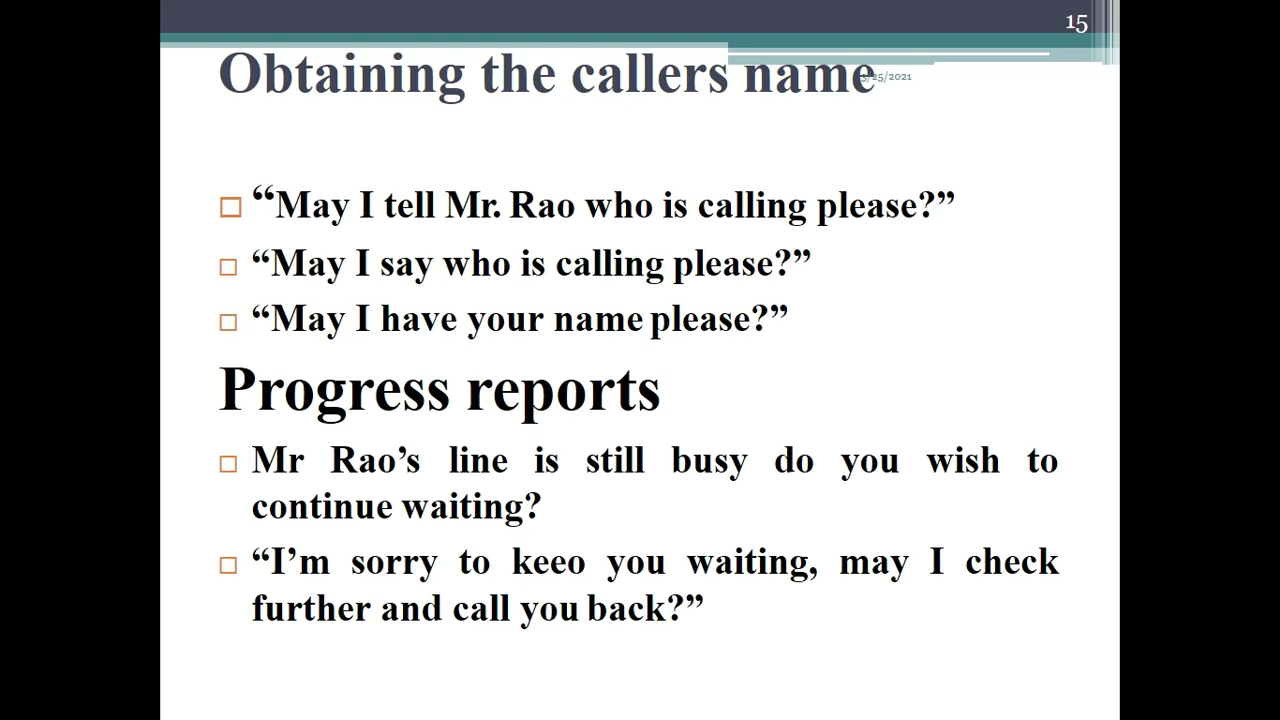 15
Obtaining the callers name
/25/2021
“May I tell Mr. Rao who is calling please?”
“May I say who is calling please?”
“May I have your name please?”
Progress reports
Mr Rao’s line is still busy do you wish to
continue waiting?
“I’m sorry to keeo you waiting, may I check
further and call you back?”